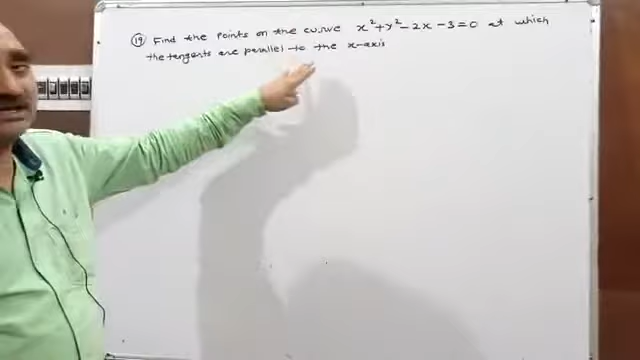 (19) Find the Points on the curve x² + y² - 2x - 3 = 0 at which
the tangents are parallel to the x-axis